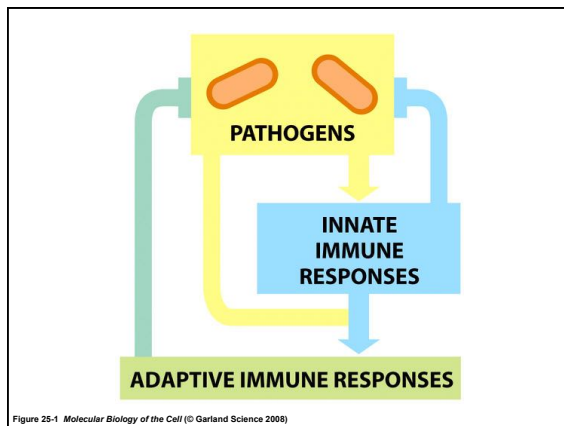 PATHOGENS
INNATE
IMMUNE
RESPONSES
ADAPTIVE IMMUNE RESPONSES
Figure 25-1 Molecular Biology of the Cell (© Garland Science 2008)